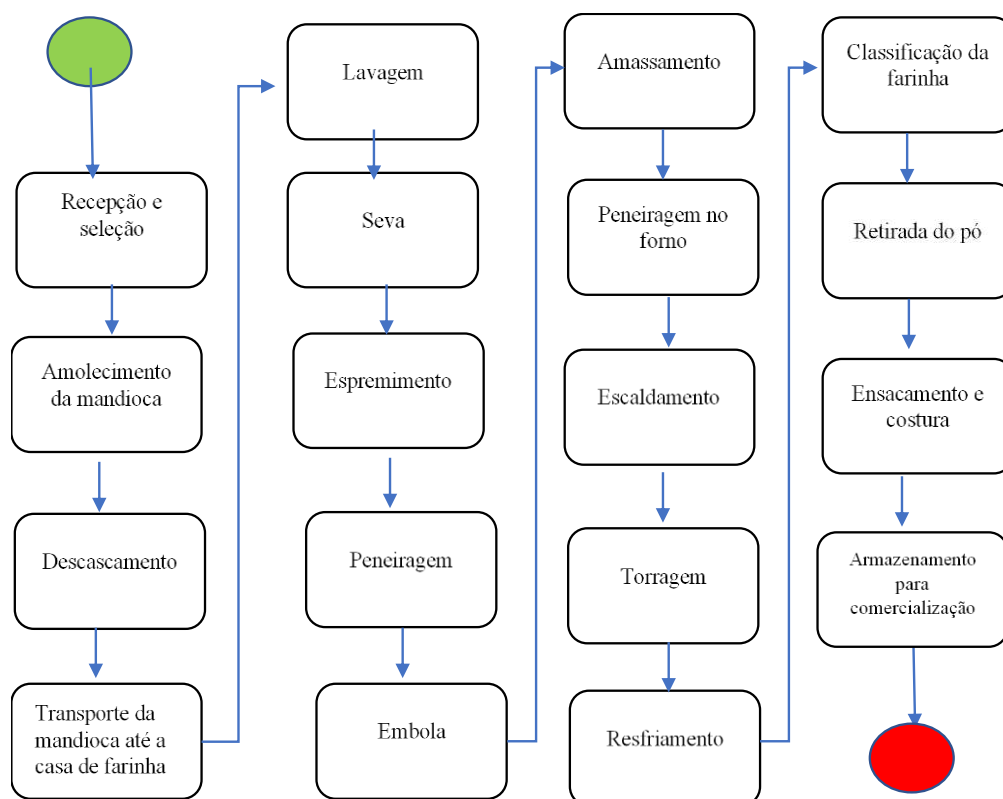 Recepção e
seleção
Amolecimento
da mandioca
Descascamento
Transporte da
mandioca até a
casa de farinha
Lavagem
Seva
Espremimento
Peneiragem
Embola
Amassamento
Peneiragem no
forno
Escaldamento
Torragem
Resfriamento
Classificação da
farinha
Retirada do pó
Ensacamento e
costura
Armazenamento
para
comercialização